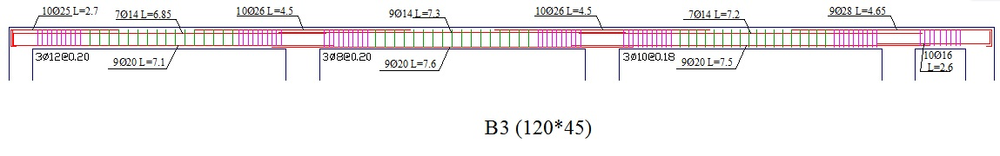 10Ø25 L=2.7
7Ø14 L=6.85
10Ø26 L=4.5
9Ø14 L=7.3
10Ø26 L=4.5
7Ø14 L=7.2
9Ø28 L=4.65
3Ø12@0.20
9Ø20 L=7.1
3Ø8@0.20
9Ø20 L=7.6
3Ø10@0.18
9Ø20 L=7.5
10Ø16
L=2.6
B3 (120*45)